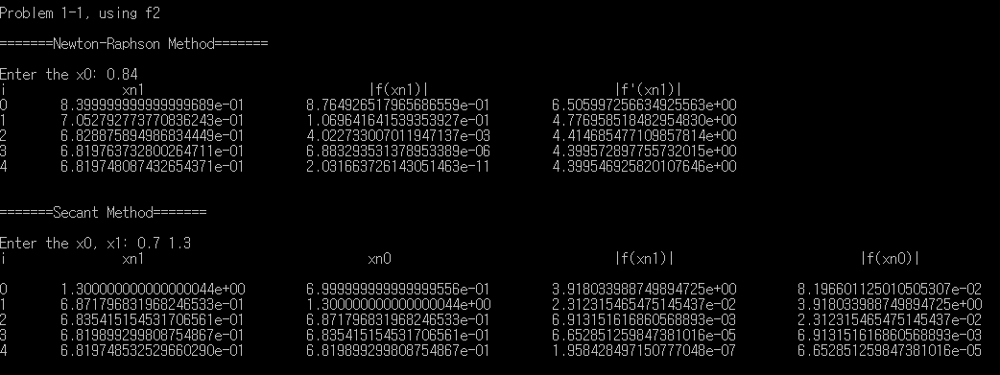 Problem 1-1, using f2
=======Newton-Raphson Method=======
Enter the x0: 0.84
i xn1 |f(xn1)| |f'(xn1)|
0 8.399999999999999689e-01 8.764926517965686559e-01 6.505997256634925563e+00
1 7.052792773770836243e-01 1.069641641539353927e-01 4.776958518482954830e+00
2 6.828875894986834449e-01 4.022733007011947137e-03 4.414685477109857814e+00
3 6.819763732800264711e-01 6.883293531378953389e-06 4.399572897755732015e+00
4 6.819748087432654371e-01 2.031663726143051463e-11 4.399546925820107646e+00
=======Secant Method=======
Enter the x0, x1: 0.7 1.3
i xn1 xn0 |f(xn1)| |f(xn0)|
0 1.300000000000000044e+00 6.999999999999999556e-01 3.918033988749894725e+00 8.196601125010505307e-02
1 6.871796831968246533e-01 1.300000000000000044e+00 2.312315465475145437e-02 3.918033988749894725e+00
2 6.835415154531706561e-01 6.871796831968246533e-01 6.913151616860568893e-03 2.312315465475145437e-02
3 6.819899299808754867e-01 6.835415154531706561e-01 6.652851259847381016e-05 6.913151616860568893e-03
4 6.819748532529660290e-01 6.819899299808754867e-01 1.958428497150777048e-07 6.652851259847381016e-05